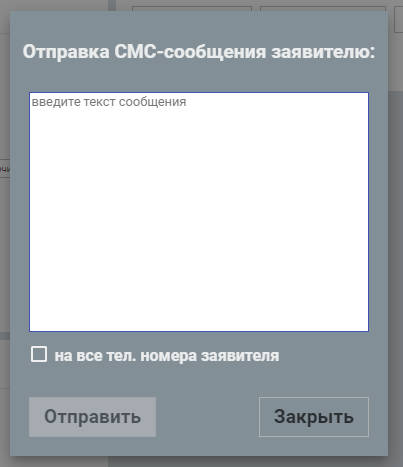 Отправка СМС-сообщения заявителю:
введите текст сообщения
на все тел. номера заявителя
Отправить
Закрыть